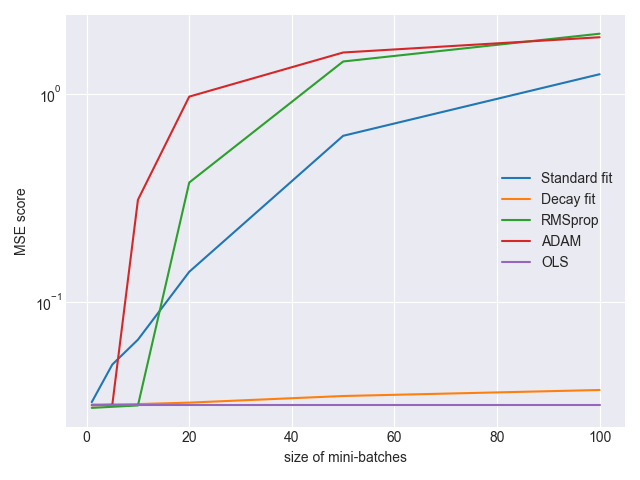 MSE score
10⁰
10⁻¹
Standard fit
Decay fit
RMSprop
ADAM
OLS
0 20 40 60 80 100
size of mini-batches